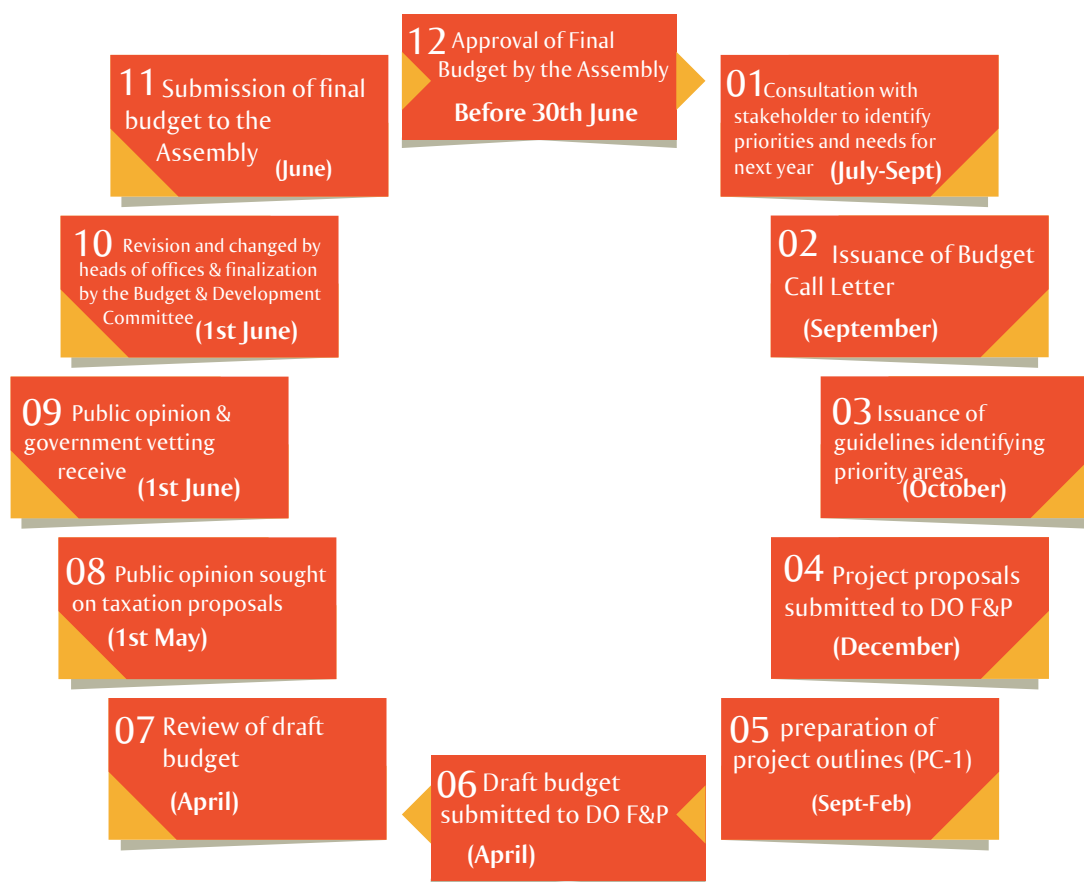 01 Consultation with
stakeholder to identify
priorities and needs for
next year (July-Sept)
02 Issuance of Budget
Call Letter
(September)
03 Issuance of
guidelines identifying
priority areas
(October)
04 Project proposals
submitted to DO F&P
(December)
05 preparation of
project outlines (PC-1)
(Sept-Feb)
06 Draft budget
submitted to DO F&P
(April)
07 Review of draft
budget
(April)
08 Public opinion sought
on taxation proposals
(1st May)
09 Public opinion &
government vetting
receive (1st June)
10 Revision and changed by
heads of offices & finalization
by the Budget & Development
Committee (1st June)
11 Submission of final
budget to the
Assembly (June)
12 Approval of Final
Budget by the Assembly
Before 30th June